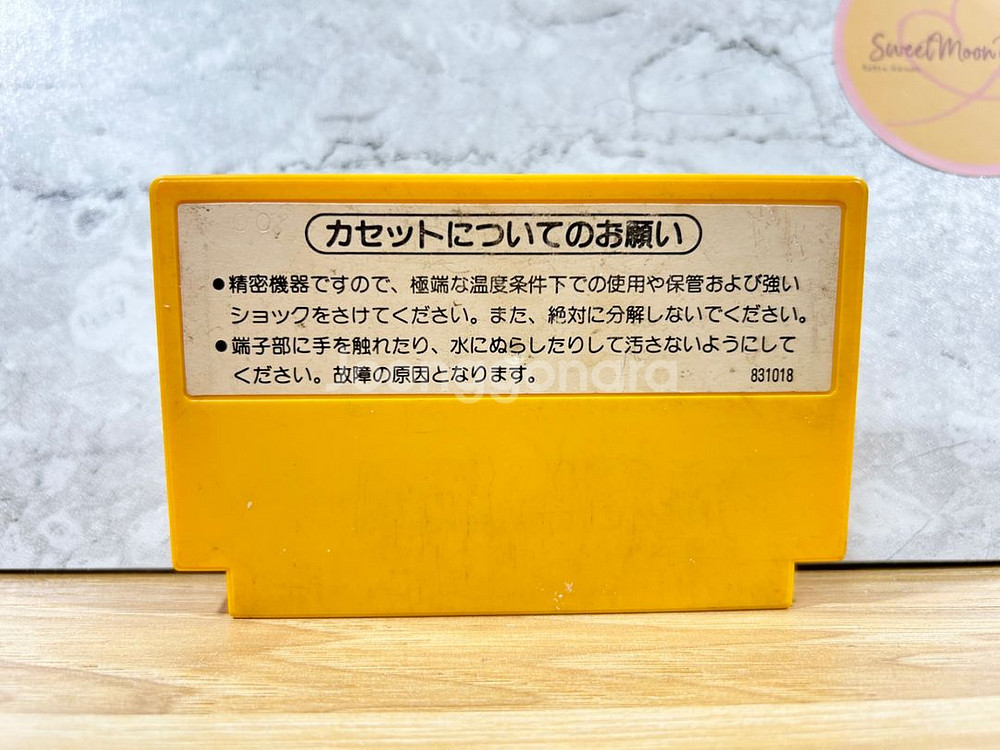 SweetMoon
カセットについてのお願い
●精密機器ですので、極端な温度条件下での使用や保管および強い
ショックをさけてください。また、絶対に分解しないでください。
●端子部に手を触れたり、水にぬらしたりして汚さないようにして
ください。故障の原因となります。
831018